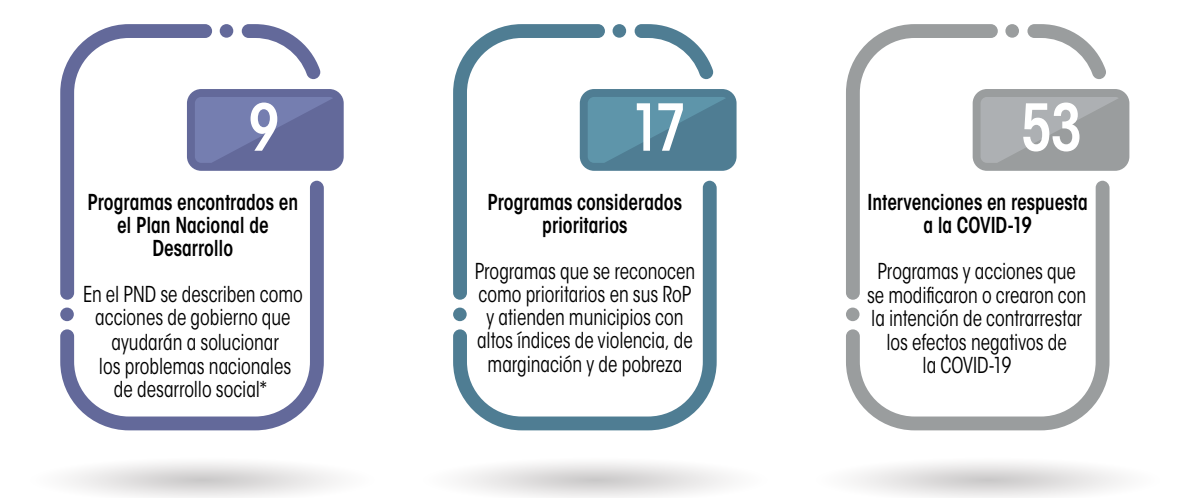 9
Programas encontrados en
el Plan Nacional de
Desarrollo
En el PND se describen como
acciones de gobierno que
ayudarán a solucionar
los problemas nacionales
de desarrollo social*
17
Programas considerados
prioritarios
Programas que se reconocen
como prioritarios en sus RoP
y atienden municipios con
altos índices de violencia, de
marginación y de pobreza
53
Intervenciones en respuesta
a la COVID-19
Programas y acciones que
se modificaron o crearon con
la intención de contrarrestar
los efectos negativos de
la COVID-19